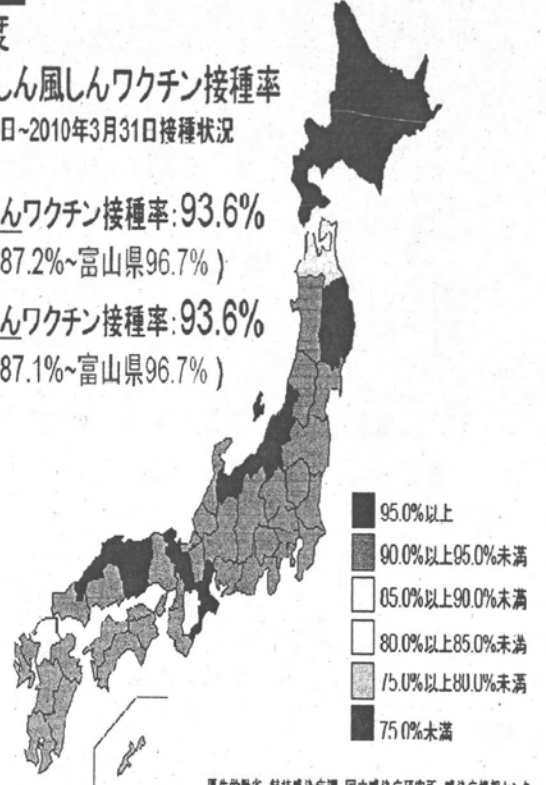 度
しん風しんワクチン接種率
日~2010年3月31日接種状況
んワクチン接種率:93.6%
87.2%~富山県96.7% )
んワクチン接種率:93.6%
87.1%~富山県96.7% )
95.0%以上
90.0%以上95.0%未満
85.0%以上90.0%未満
80.0%以上85.0%未満
75.0%以上80.0%未満
75.0%未満